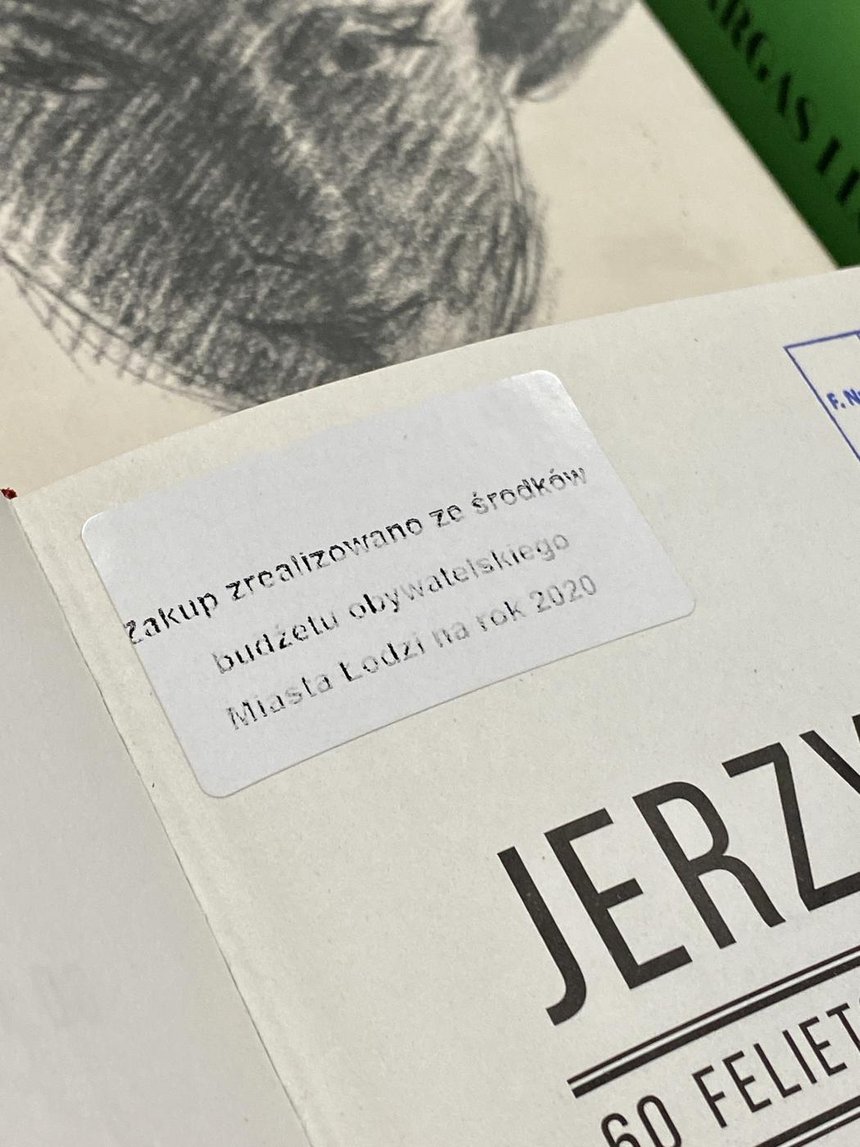 zakup zrealizowano ze środków
budżetu obywatelskiego
Miasta Łodzi na rok 2020
F. N
JERZY
60 FELIET